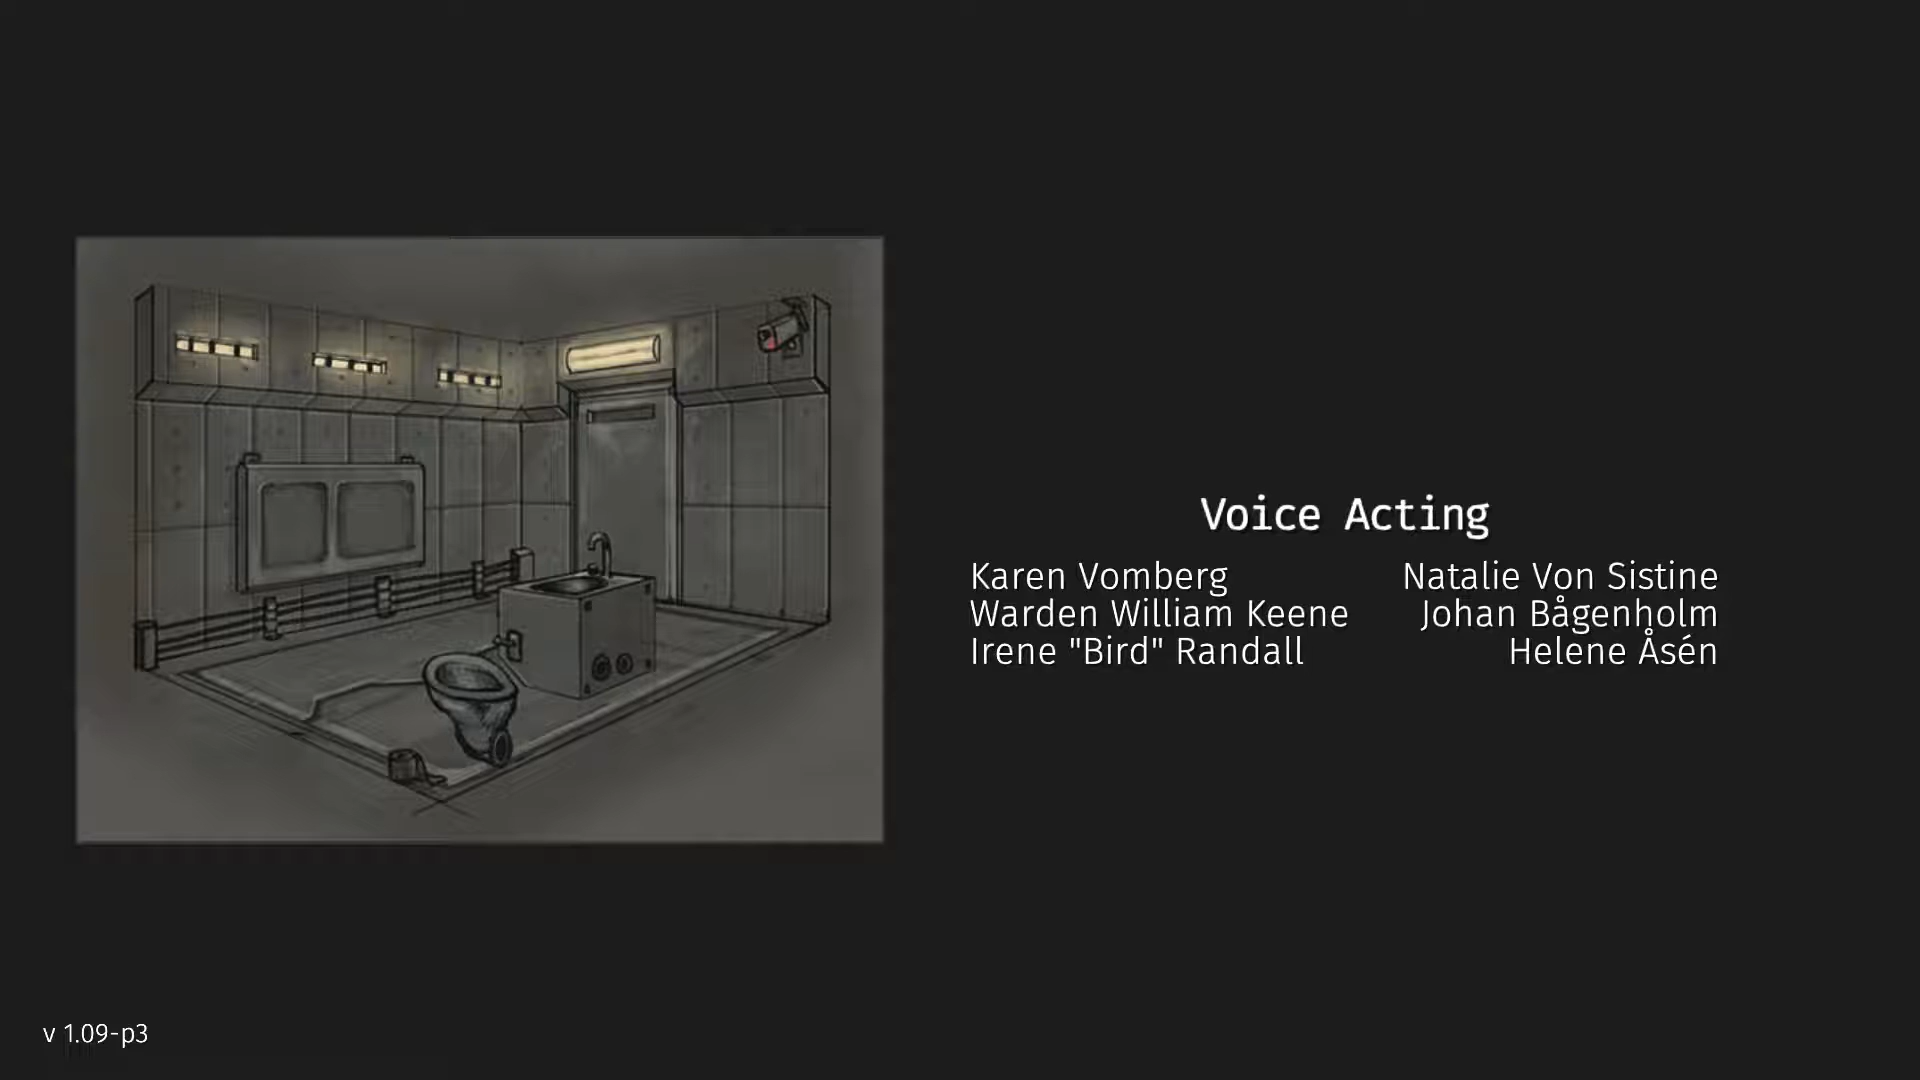 Voice Acting
Karen Vomberg Natalie Von Sistine
Warden William Keene Johan Bågenholm
Irene "Bird" Randall Helene Åsén
v 1.09-p3